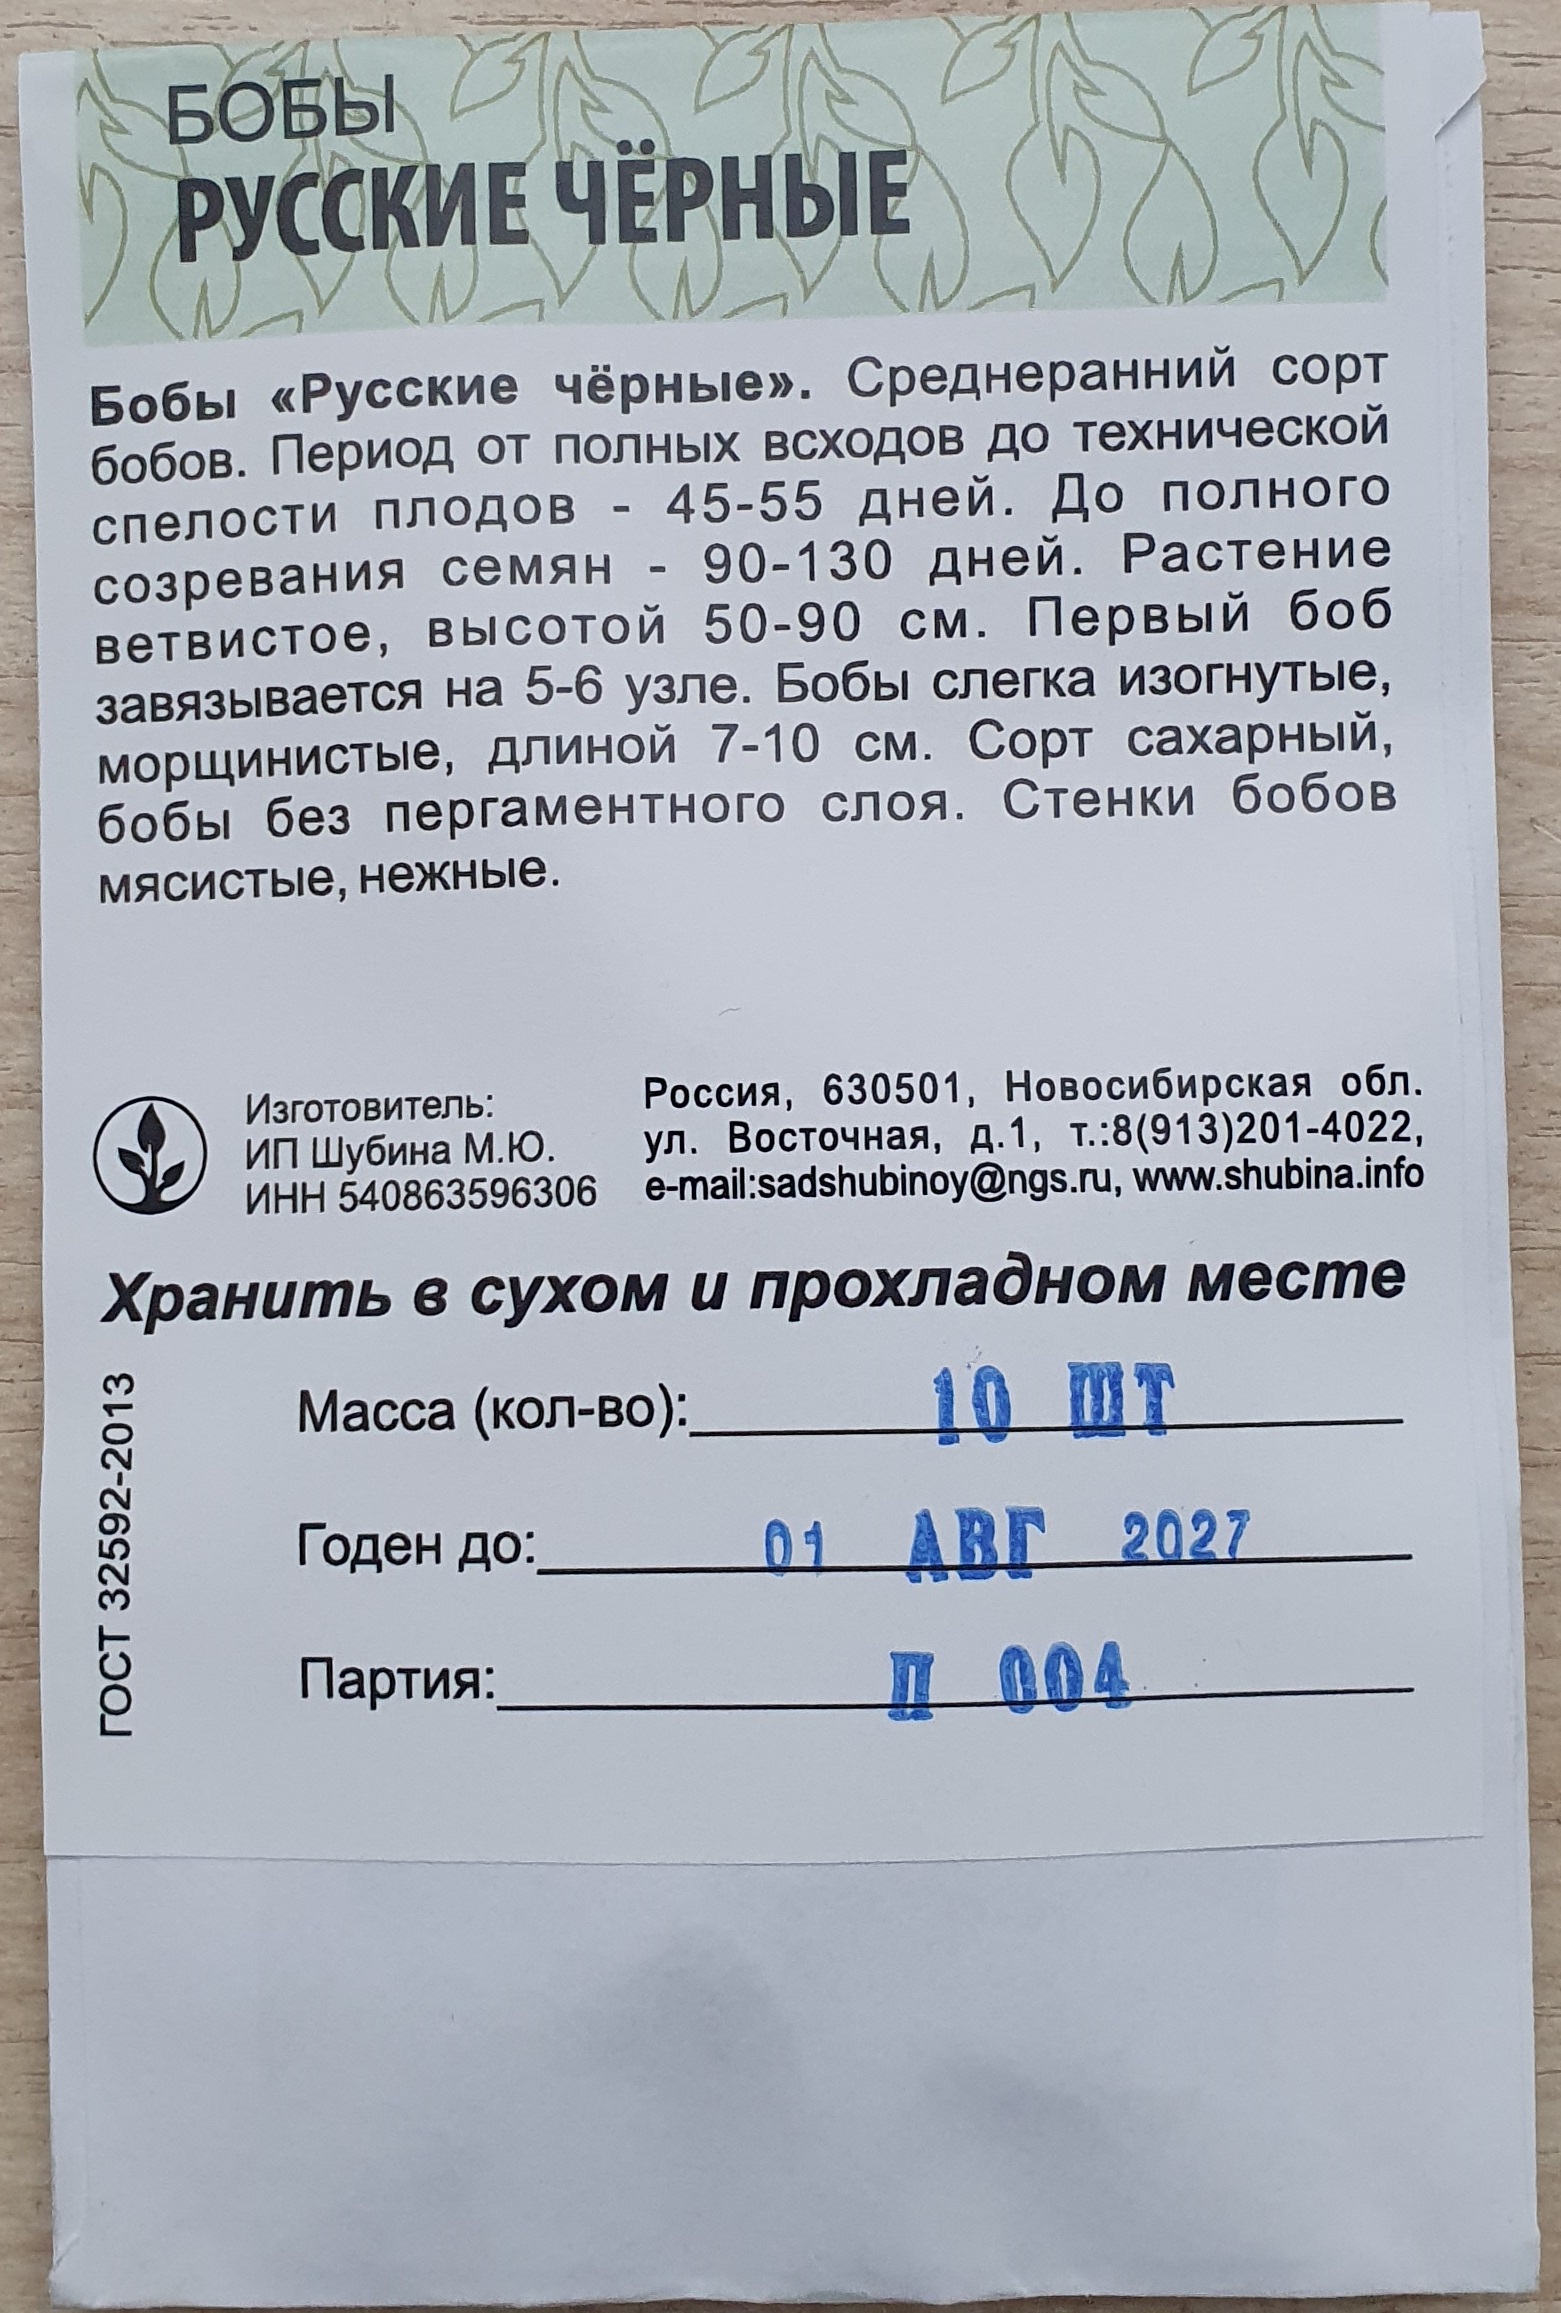 БОБЫ
РУССКИЕ ЧЁРНЫЕ
Бобы «Русские чёрные». Среднеранний сорт
бобов. Период от полных всходов до технической
спелости плодов - 45-55 дней. До полного
созревания семян - 90-130 дней. Растение
ветвистое, высотой 50-90 см. Первый боб
завязывается на 5-6 узле. Бобы слегка изогнутые,
морщинистые, длиной 7-10 см. Сорт сахарный,
бобы без пергаментного слоя. Стенки бобов
мясистые, нежные.
Изготовитель:
ИП Шубина М.Ю.
ИНН 540863596306
Россия, 630501, Новосибирская обл.
ул. Восточная, д.1, т.:8(913)201-4022,
e-mail:sadshubinoy@ngs.ru, www.shubina.info
Хранить в сухом и прохладном месте
ГОСТ 32592-2013
Масса (кол-во): 10 ШТ
Годен до: 01 АВГ 2027
Партия: П 004